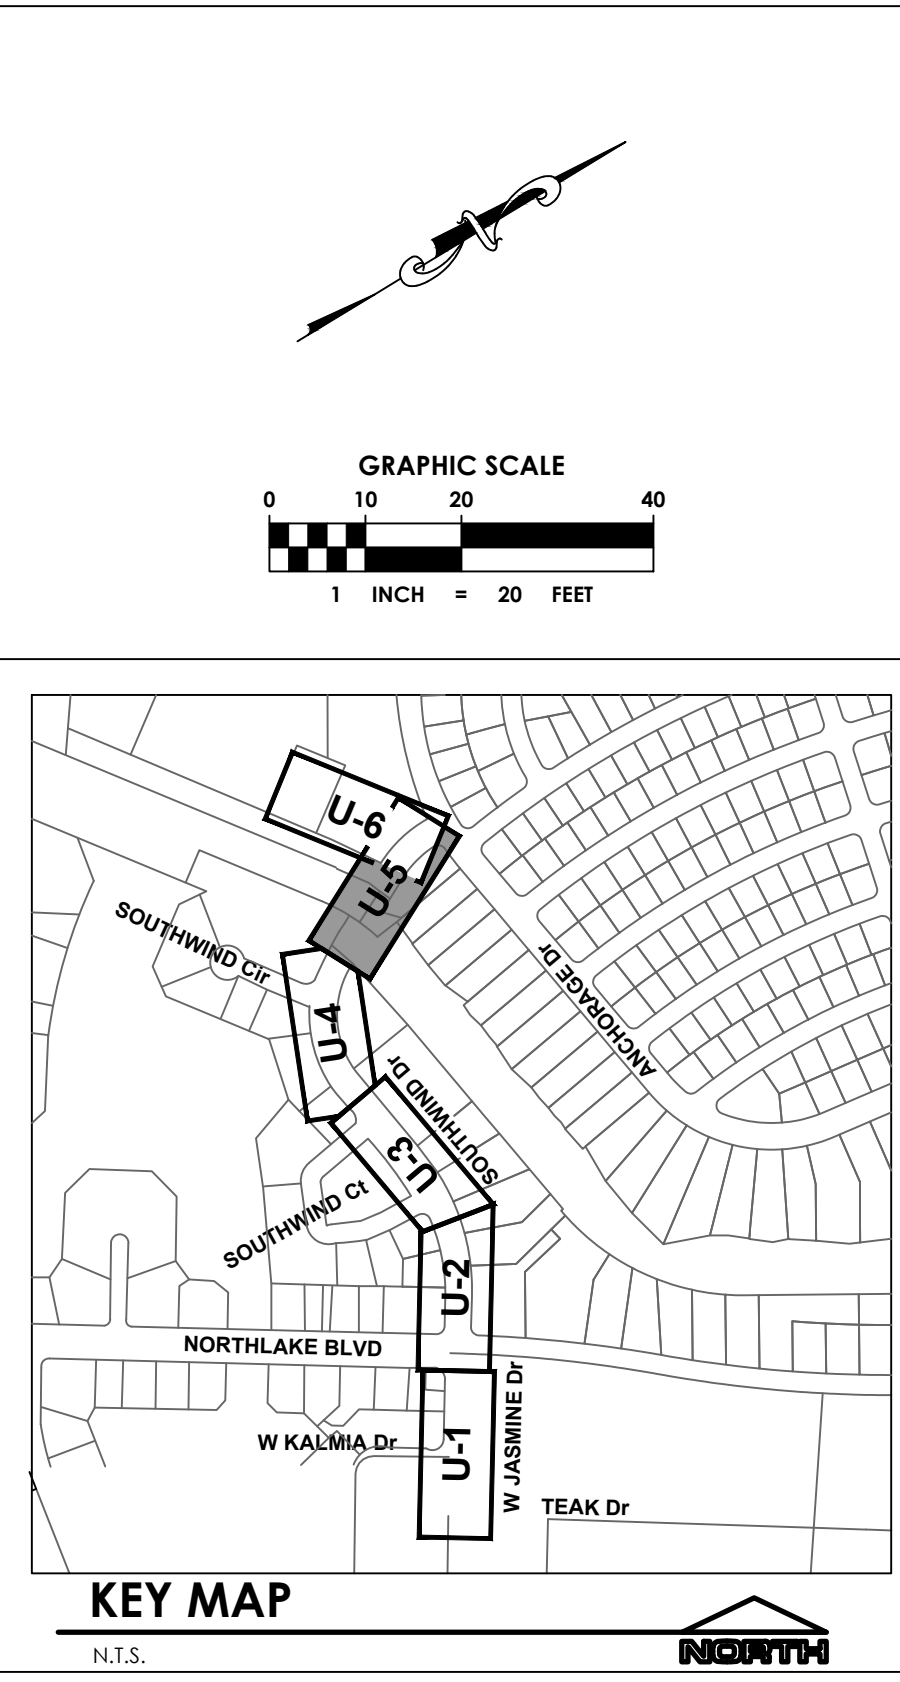 N
GRAPHIC SCALE
0 10 20 40
1 INCH = 20 FEET
U-6
U-5
SOUTHWIND Cir
ANCHORAGE Dr
U-4
SOUTHWIND Dr
U-3
SOUTHWIND Ct
U-2
NORTHLAKE BLVD
W JASMINE Dr
W KALMIA Dr
U-1
TEAK Dr
KEY MAP
N.T.S.
NORTH